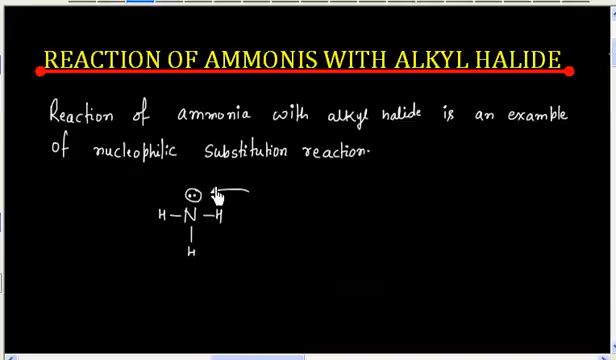 REACTION OF AMMONIS WITH ALKYL HALIDE
Reaction of ammonia with alkyl halide is an example
of nucleophilic substitution reaction.
H-N-H
H